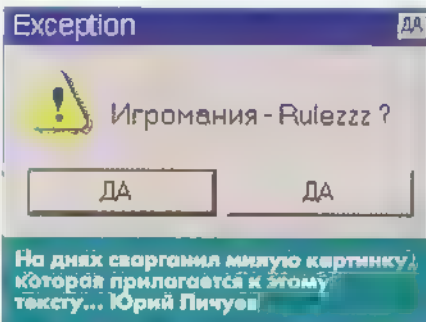 Exception ДА
Игромания - Rulezzz ?
ДА ДА
На днях сварганил милую картинку,
которая прилагается к этому
тексту... Юрий Личуев